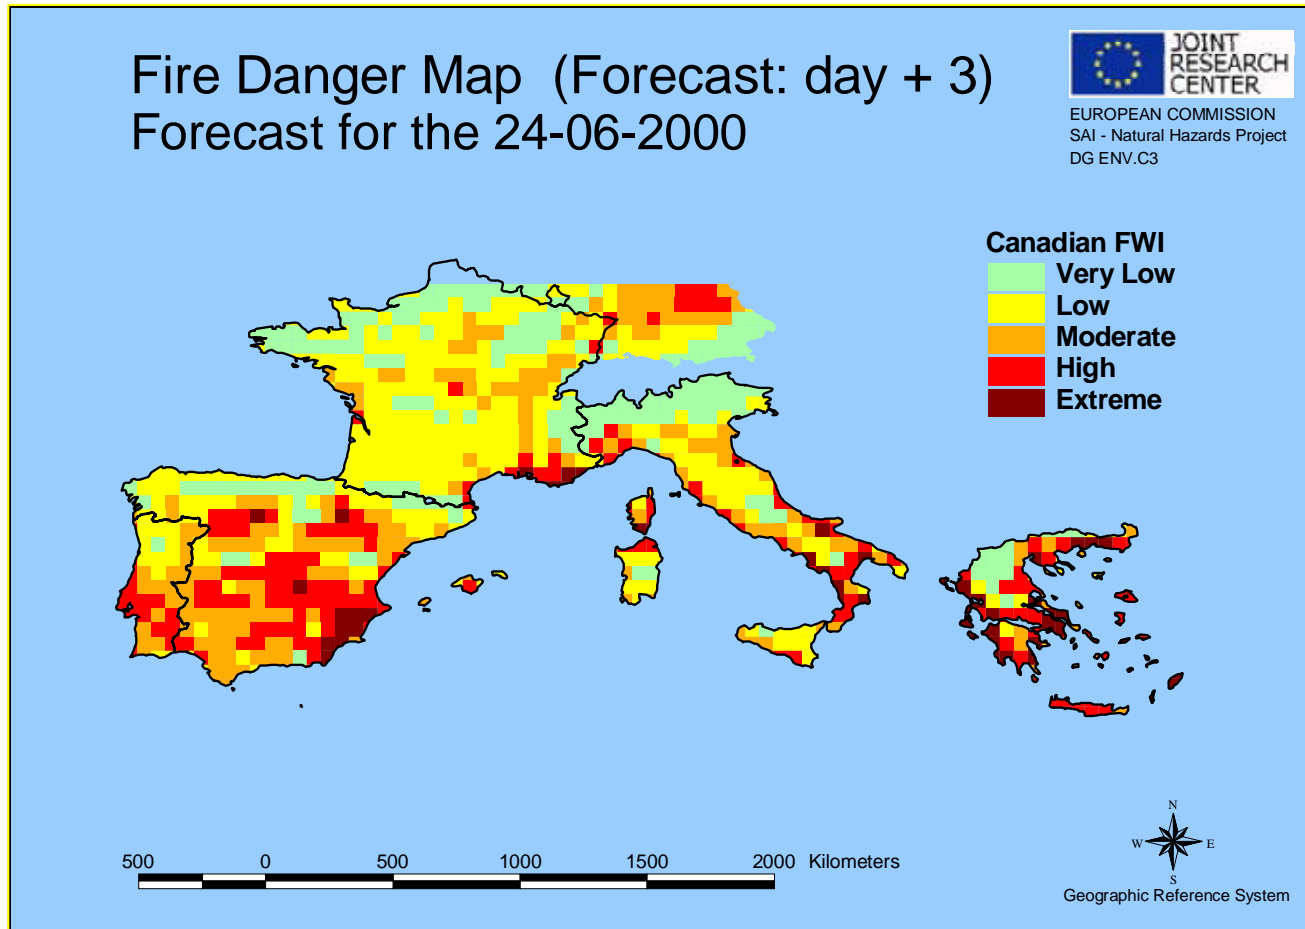 Fire Danger Map (Forecast: day + 3)
Forecast for the 24-06-2000
JOINT
RESEARCH
CENTER
EUROPEAN COMMISSION
SAI - Natural Hazards Project
DG ENV.C3
Canadian FWI
Very Low
Low
Moderate
High
Extreme
500 0 500 1000 1500 2000 Kilometers
N
W E
S
Geographic Reference System